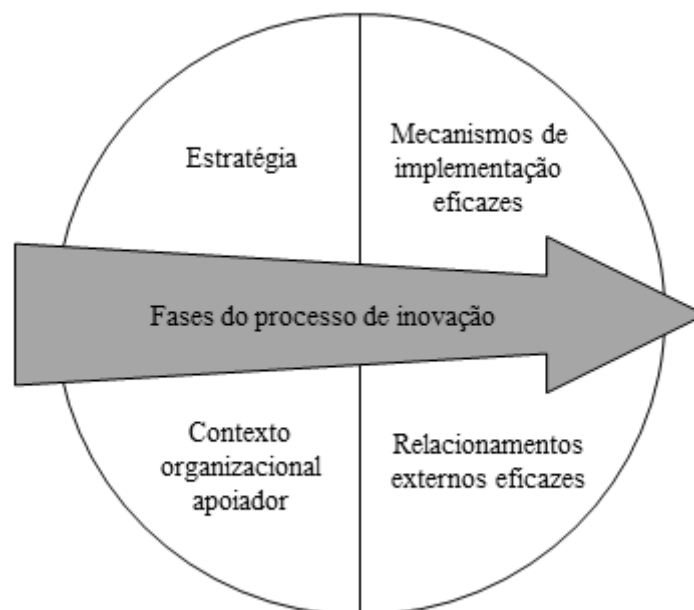 Estratégia
Mecanismos de
implementação
eficazes
Fases do processo de inovação
Contexto
organizacional
apoiador
Relacionamentos
externos eficazes